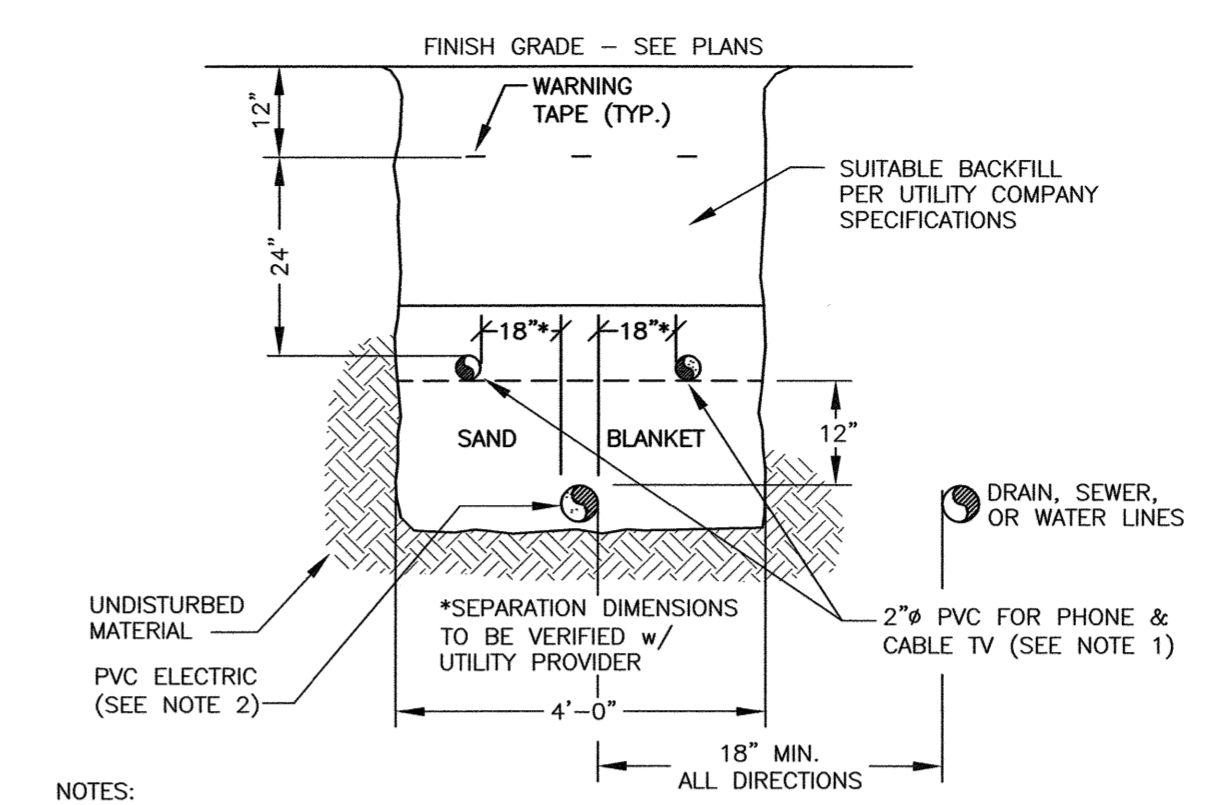 FINISH GRADE – SEE PLANS
12"
WARNING
TAPE (TYP.)
SUITABLE BACKFILL
PER UTILITY COMPANY
SPECIFICATIONS
24"
18"*
18"*
SAND BLANKET
12"
DRAIN, SEWER,
OR WATER LINES
UNDISTURBED
MATERIAL
*SEPARATION DIMENSIONS
TO BE VERIFIED w/
UTILITY PROVIDER
2"ø PVC FOR PHONE &
CABLE TV (SEE NOTE 1)
PVC ELECTRIC
(SEE NOTE 2)
4'-0"
18" MIN.
ALL DIRECTIONS
NOTES: